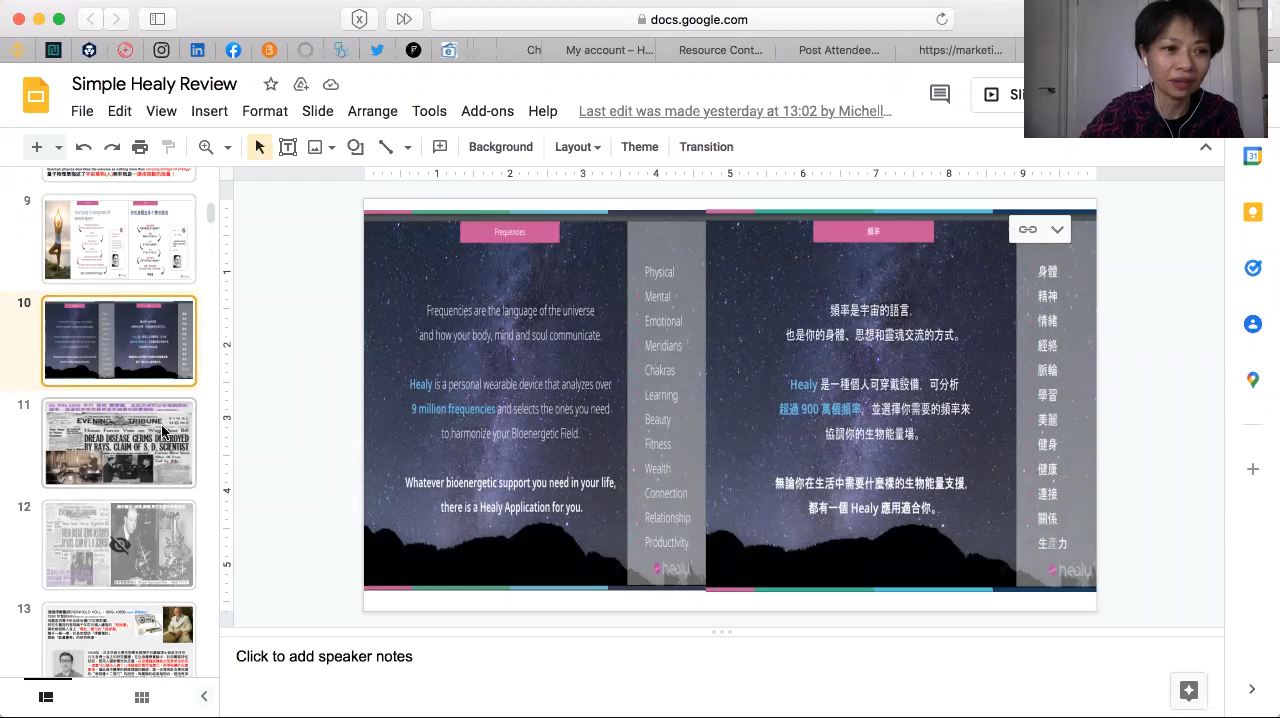 docs.google.com
Ch
My account – H...
Resource Cont...
Post Attendee...
https://marketi...
Simple Healy Review
File Edit View Insert Format Slide Arrange Tools Add-ons Help
Last edit was made yesterday at 13:02 by Michell...
Background Layout Theme Transition
9
10
11
EVENING TRIBUNE
FINAL HOME
DREAD DISEASE GERMS DESTROYED
BY RAYS, CLAIM OF S. D. SCIENTIST
12
13
Frequencies
Frequencies are the language of the universe
and how your body, mind and soul communicate.
Healy is a personal wearable device that analyzes over
9 million frequencies and selects the ones you need
to harmonize your Bioenergetic Field.
Whatever bioenergetic support you need in your life,
there is a Healy Application for you.
Physical
Mental
Emotional
Meridians
Chakras
Learning
Beauty
Fitness
Wealth
Connection
Relationship
Productivity
healy
頻率
頻率是宇宙的語言,
也是你的身體、思想和靈魂交流的方式。
Healy 是一種個人可穿戴設備, 可分析
超過 900 萬頻率, 並選擇你需要的頻率以
協調你的生物能量場。
無論你在生活中需要什麼樣的生物能量支援,
都有一個 Healy 應用適合你。
身體
精神
情緒
經絡
脈輪
學習
美麗
健身
健康
連接
關係
生產力
healy
Click to add speaker notes
31